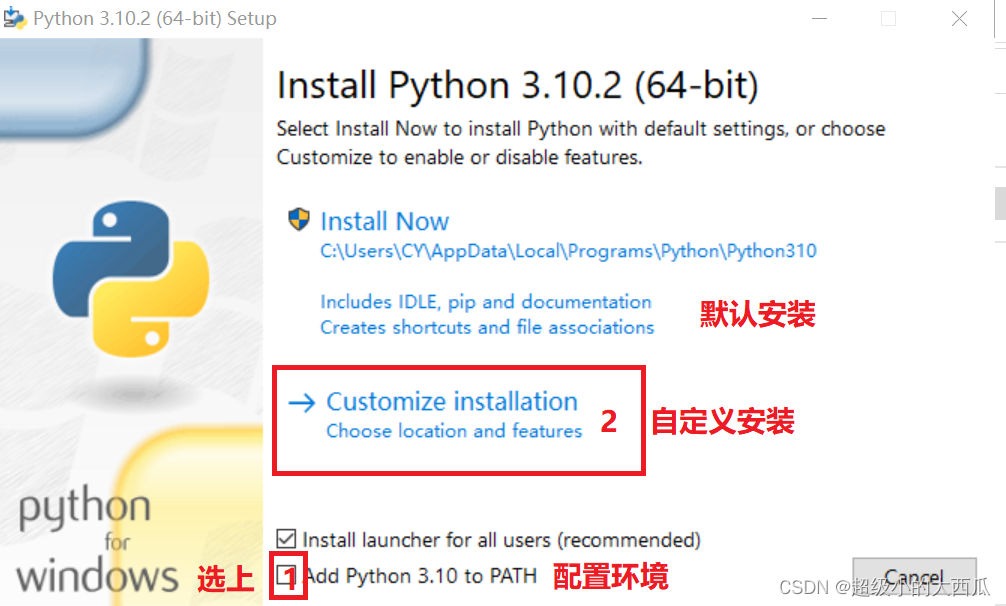 Python 3.10.2 (64-bit) Setup
Install Python 3.10.2 (64-bit)
Select Install Now to install Python with default settings, or choose
Customize to enable or disable features.
Install Now
C:\Users\CY\AppData\Local\Programs\Python\Python310
Includes IDLE, pip and documentation
Creates shortcuts and file associations
默认安装
Customize installation
Choose location and features
2
自定义安装
python
for
windows
Install launcher for all users (recommended)
选上
1
Add Python 3.10 to PATH
配置环境
Cancel
CSDN @超级小的大西瓜